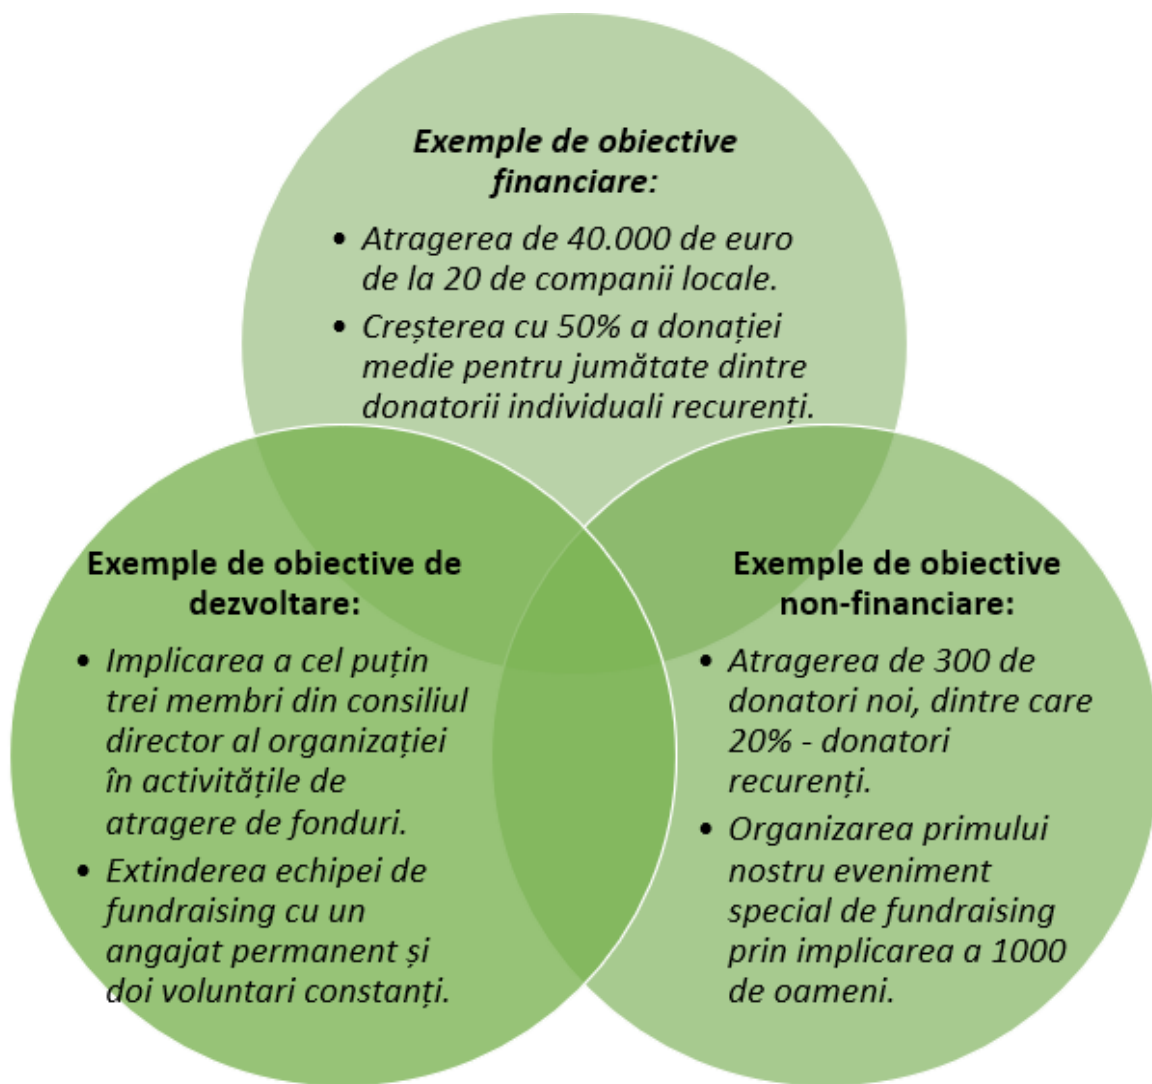 Exemple de obiective
financiare:
• Atragerea de 40.000 de euro
de la 20 de companii locale.
• Creșterea cu 50% a donației
medie pentru jumătate dintre
donatorii individuali recurenți.
Exemple de obiective de
dezvoltare:
• Implicarea a cel puțin
trei membri din consiliul
director al organizației
în activitățile de
atragere de fonduri.
• Extinderea echipei de
fundraising cu un
angajat permanent și
doi voluntari constanți.
Exemple de obiective
non-financiare:
• Atragerea de 300 de
donatori noi, dintre care
20% - donatori
recurenți.
• Organizarea primului
nostru eveniment
special de fundraising
prin implicarea a 1000
de oameni.